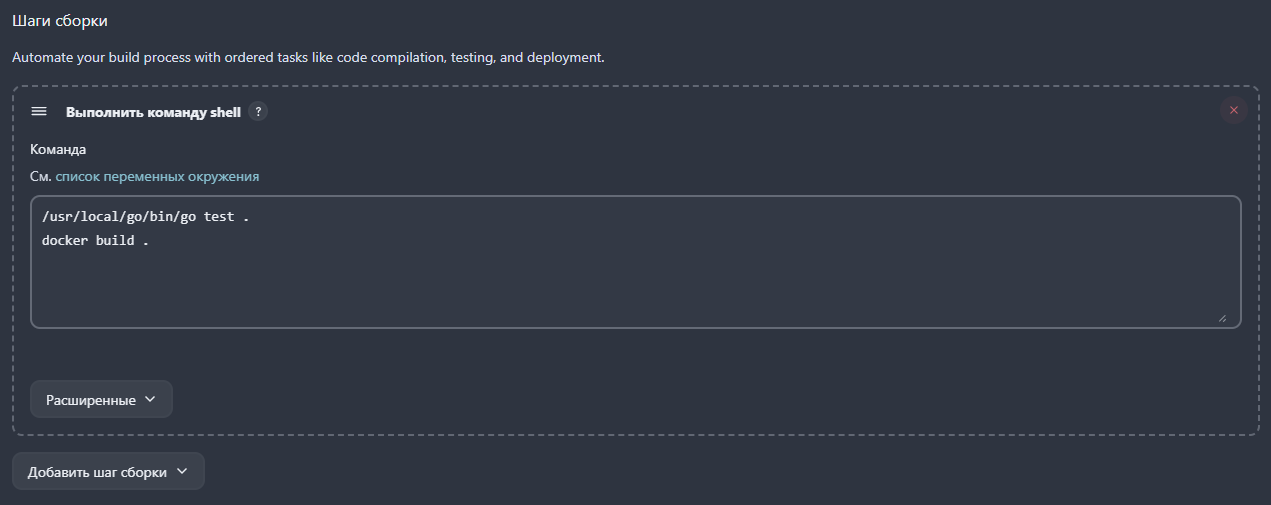 Шаги сборки
Automate your build process with ordered tasks like code compilation, testing, and deployment.
Выполнить команду shell ?
Команда
См. список переменных окружения
/usr/local/go/bin/go test .
docker build .
Расширенные
Добавить шаг сборки